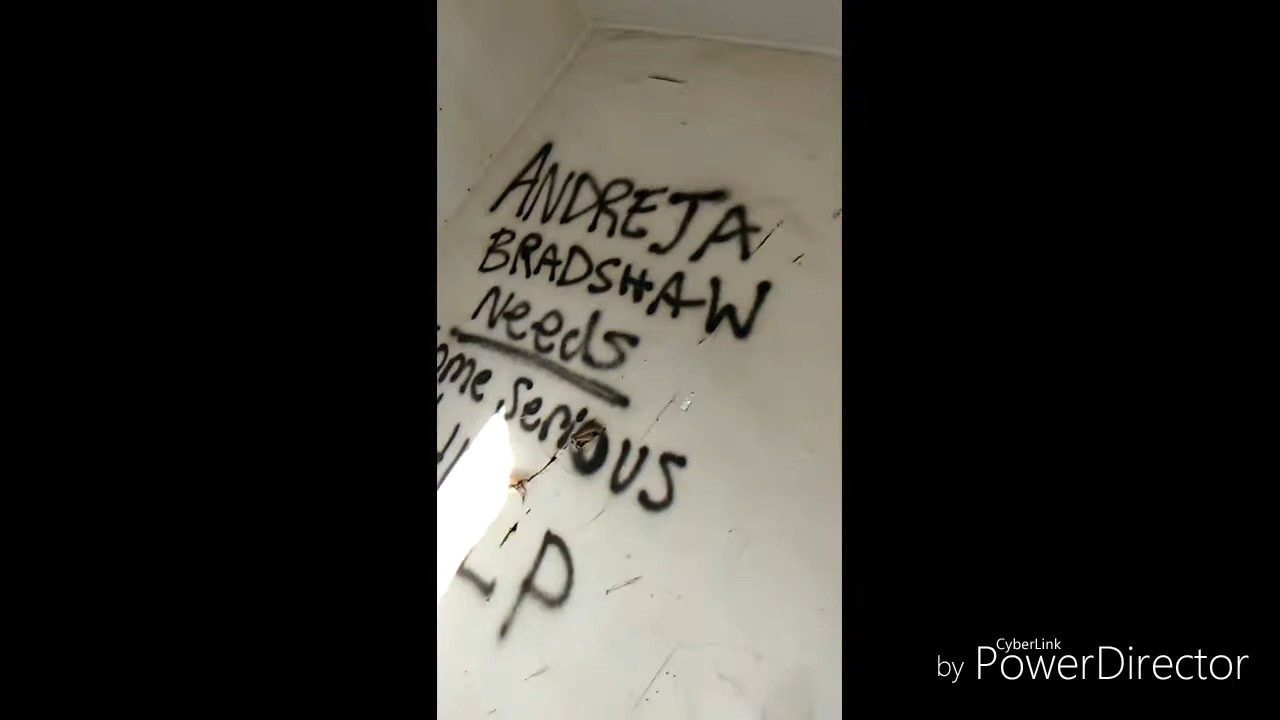 ANDREJA
BRADSHAW
Needs
ome SeriOUS
LP
CyberLink
by PowerDirector